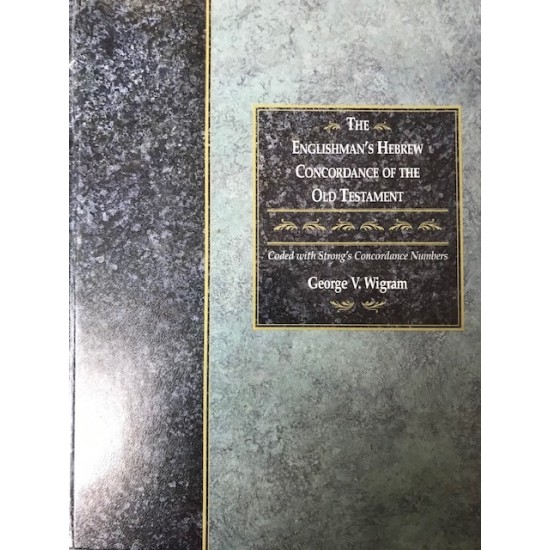 THE
ENGLISHMAN'S HEBREW
CONCORDANCE OF THE
OLD TESTAMENT
Coded with Strong's Concordance Numbers
George V. Wigram